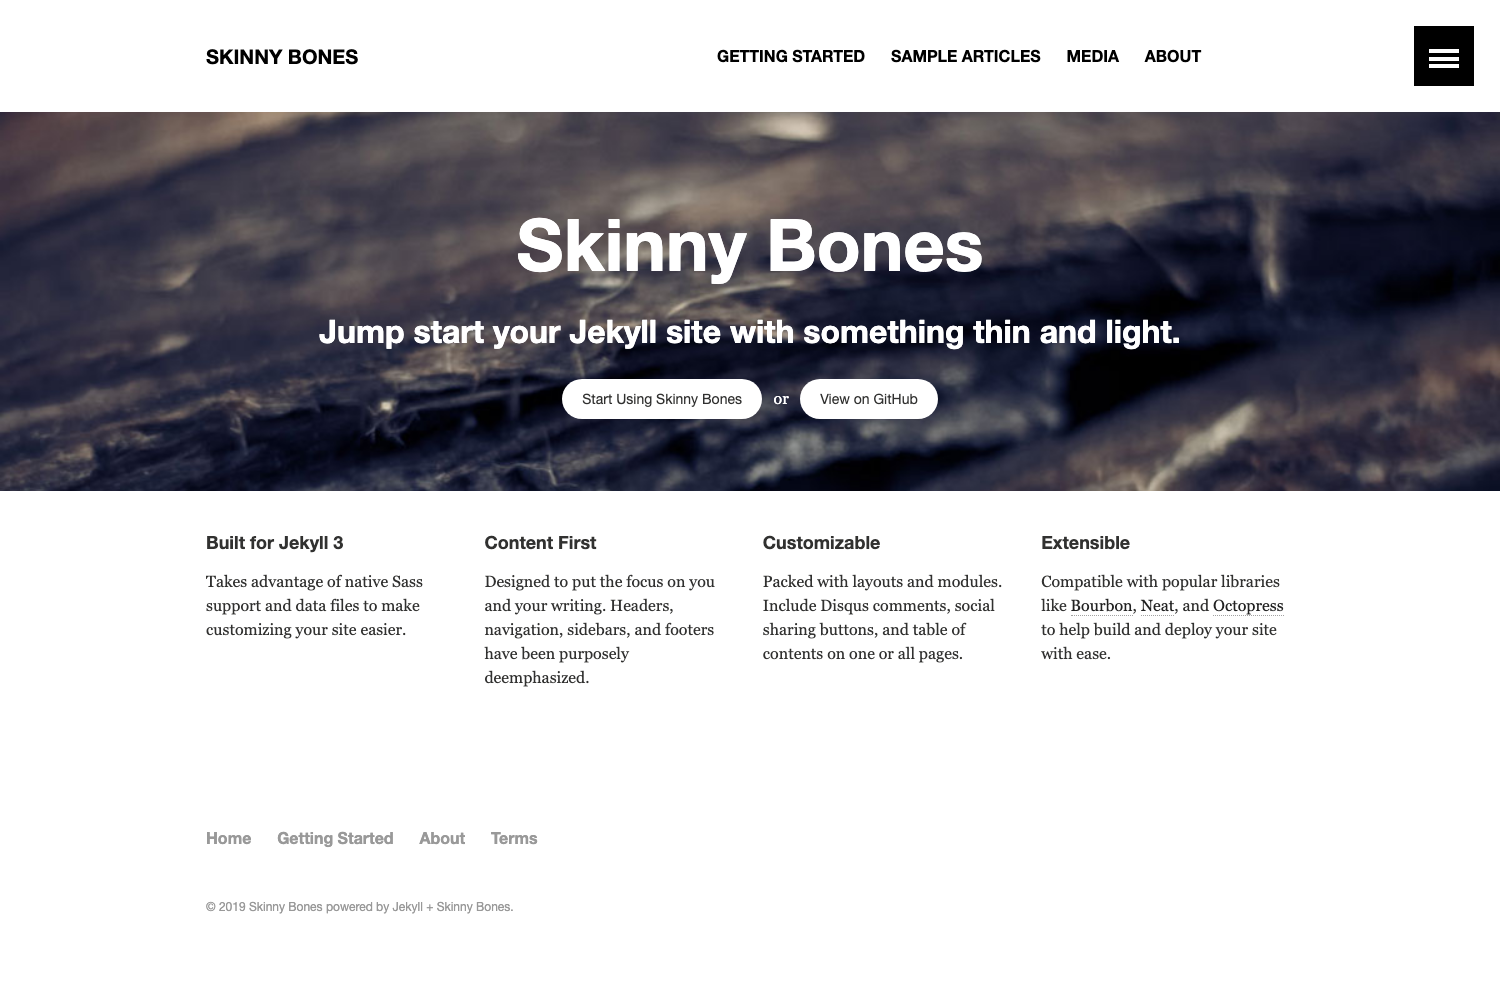 SKINNY BONES
GETTING STARTED SAMPLE ARTICLES MEDIA ABOUT
Skinny Bones
Jump start your Jekyll site with something thin and light.
Start Using Skinny Bones or View on GitHub
Built for Jekyll 3
Takes advantage of native Sass
support and data files to make
customizing your site easier.
Content First
Designed to put the focus on you
and your writing. Headers,
navigation, sidebars, and footers
have been purposely
deemphasized.
Customizable
Packed with layouts and modules.
Include Disqus comments, social
sharing buttons, and table of
contents on one or all pages.
Extensible
Compatible with popular libraries
like Bourbon, Neat, and Octopress
to help build and deploy your site
with ease.
Home Getting Started About Terms
© 2019 Skinny Bones powered by Jekyll + Skinny Bones.